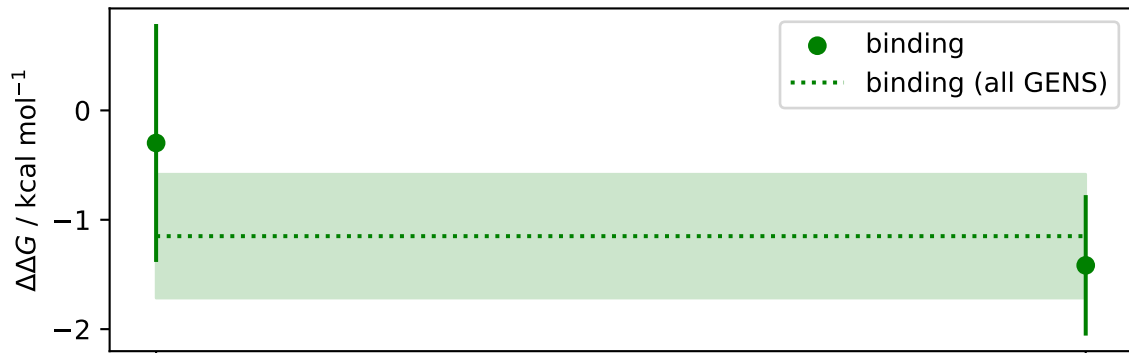 binding
binding (all GENS)
0
−1
−2
ΔΔG / kcal mol⁻¹